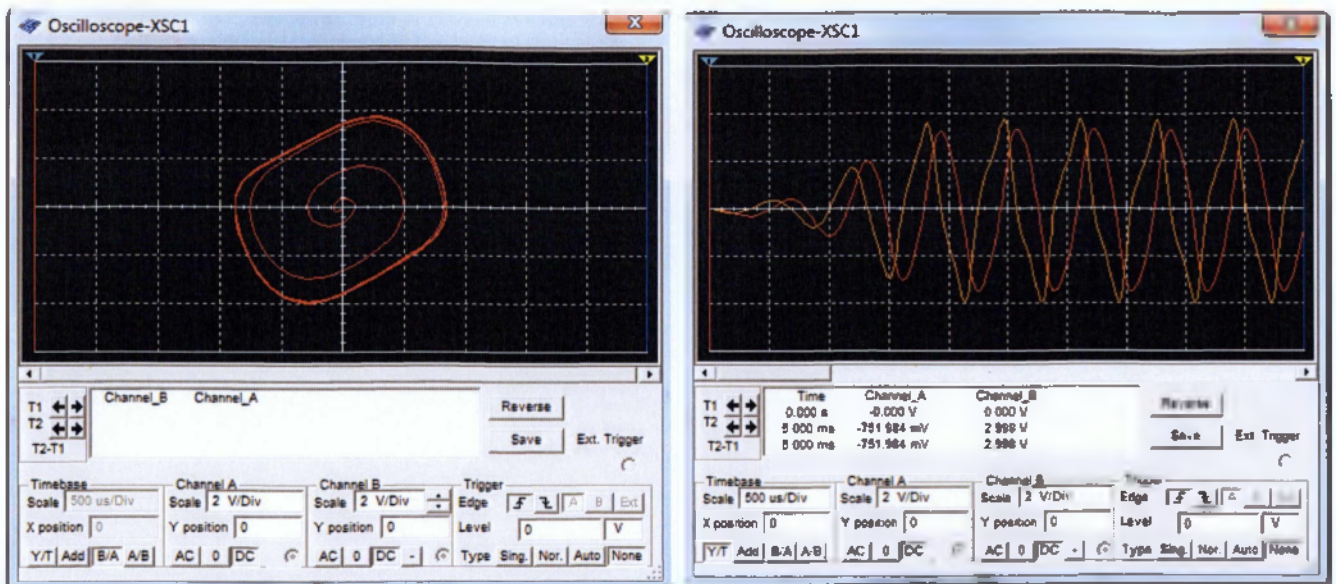 Oscilloscope-XSC1
Channel_B Channel_A
T1
T2
T2-T1
Reverse
Save
Ext. Trigger
Timebase
Scale 500 us/Div
X position 0
Y/T Add B/A A/B
Channel A
Scale 2 V/Div
Y position 0
AC 0 DC
Channel B
Scale 2 V/Div
Y position 0
AC 0 DC -
Trigger
Edge A B Ext
Level 0 V
Type Sing. Nor. Auto None
Oscilloscope-XSC1
Time Channel_A Channel_B
T1 0.000 s -0.000 V 0.000 V
T2 5.000 ms -751.984 mV 2.998 V
T2-T1 5.000 ms -751.984 mV 2.998 V
Reverse
Save
Ext Trigger
Timebase
Scale 500 us/Div
X position 0
Y/T Add B/A A/B
Channel A
Scale 2 V/Div
Y position 0
AC 0 DC
Channel B
Scale 2 V/Div
Y position 0
AC 0 DC -
Edge A
Level 0 V
Type Sing. Nor. Auto None